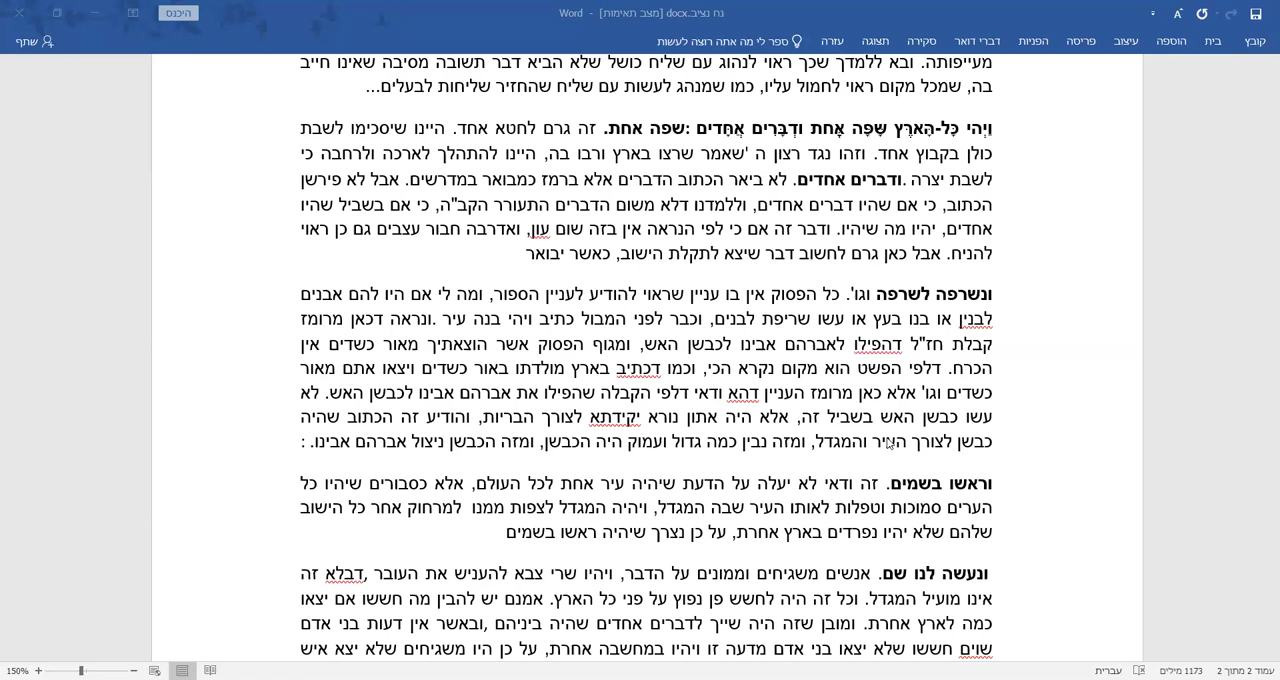 נח נציב.docx [מצב תאימות] - Word
היכנס
קובץ בית הוספה עיצוב פריסה הפניות דברי דואר סקירה תצוגה עזרה ספר לי מה אתה רוצה לעשות שתף
מעייפותה. ובא ללמדך שכך ראוי לנהוג עם שליח כושל שלא הביא דבר תשובה מסיבה שאינו חייב
בה, שמכל מקום ראוי לחמול עליו, כמו שמנהג לעשות עם שליח שהחזיר שליחות לבעלים...
וַיְהִי כָל-הָאָרֶץ שָׂפָה אֶחָת וּדְבָרִים אֲחָדִים :שפה אחת. זה גרם לחטא אחד. היינו שיסכימו לשבת
כולן בקבוץ אחד. וזהו נגד רצון ה 'שאמר שרצו בארץ ורבו בה, היינו להתהלך לארכה ולרחבה כי
לשבת יצרה .ודברים אחדים. לא ביאר הכתוב הדברים אלא ברמז כמבואר במדרשים. אבל לא פירשן
הכתוב, כי אם שהיו דברים אחדים, וללמדנו דלא משום הדברים התעורר הקב"ה, כי אם בשביל שהיו
אחדים, יהיו מה שיהיו. ודבר זה אם כי לפי הנראה אין בזה שום עון, ואדרבה חבור עצבים גם כן ראוי
להניח. אבל כאן גרם לחשוב דבר שיצא לתקלת הישוב, כאשר יבואר
ונשרפה לשרפה וגו'. כל הפסוק אין בו עניין שראוי להודיע לעניין הספור, ומה לי אם היו להם אבנים
לבנין או בנו בעץ או עשו שריפת לבנים, וכבר לפני המבול כתיב ויהי בנה עיר .ונראה דכאן מרומז
קבלת חז"ל דהפילו לאברהם אבינו לכבשן האש, ומגוף הפסוק אשר הוצאתיך מאור כשדים אין
הכרח. דלפי הפשט הוא מקום נקרא הכי, וכמו דכתיב בארץ מולדתו באור כשדים ויצאו אתם מאור
כשדים וגו' אלא כאן מרומז העניין דהא ודאי דלפי הקבלה שהפילו את אברהם אבינו לכבשן האש. לא
עשו כבשן האש בשביל זה, אלא היה אתון נורא יקידתא לצורך הבריות, והודיע זה הכתוב שהיה
כבשן לצורך העיר והמגדל, ומזה נבין כמה גדול ועמוק היה הכבשן, ומזה הכבשן ניצול אברהם אבינו. :
וראשו בשמים. זה ודאי לא יעלה על הדעת שיהיה עיר אחת לכל העולם, אלא כסבורים שיהיו כל
הערים סמוכות וטפלות לאותו העיר שבה המגדל, ויהיה המגדל לצפות ממנו למרחוק אחר כל הישוב
שלהם שלא יהיו נפרדים בארץ אחרת, על כן נצרך שיהיה ראשו בשמים
ונעשה לנו שם. אנשים משגיחים וממונים על הדבר, ויהיו שרי צבא להעניש את העובר ,דבלא זה
אינו מועיל המגדל. וכל זה היה לחשש פן נפוץ על פני כל הארץ. אמנם יש להבין מה חששו אם יצאו
כמה לארץ אחרת. ומובן שזה היה שייך לדברים אחדים שהיה ביניהם ,ובאשר אין דעות בני אדם
שוים חששו שלא יצאו בני אדם מדעה זו ויהיו במחשבה אחרת, על כן היו משגיחים שלא יצא איש
עמוד 2 מתוך 2 1173 מילים עברית 150%